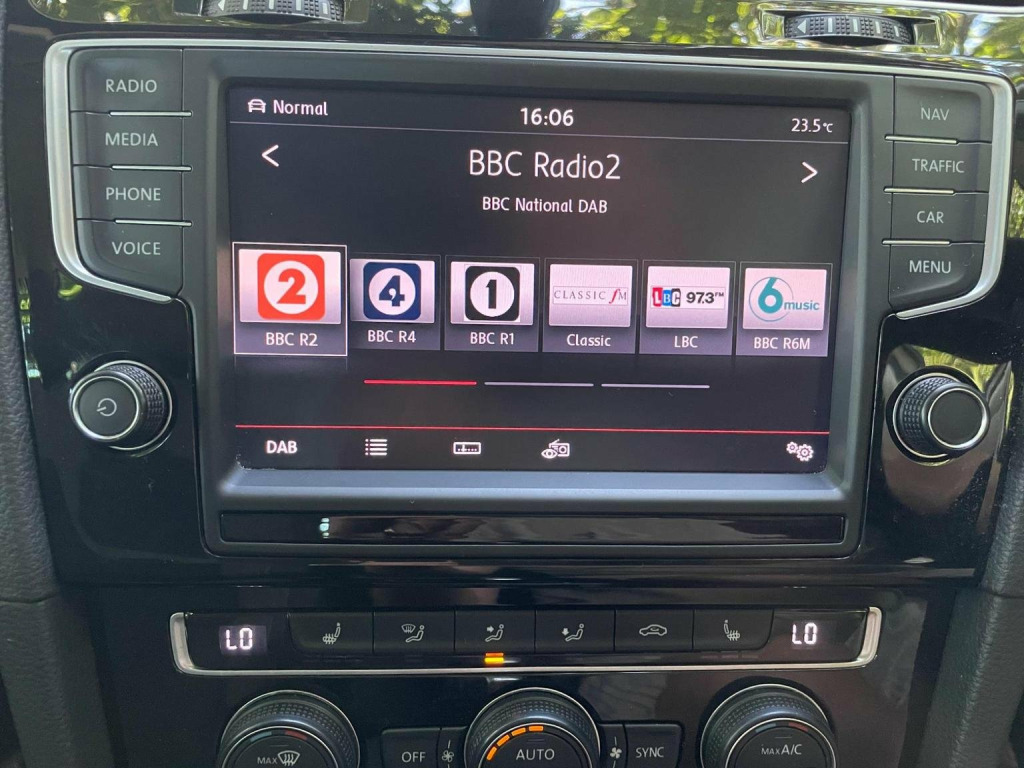 RADIO
MEDIA
PHONE
VOICE
Normal
16:06
23.5°C
<
BBC Radio2
>
BBC National DAB
2
BBC R2
4
BBC R4
1
BBC R1
CLASSIC fM
Classic
LBC 97.3™
LBC
6 music
BBC R6M
DAB
NAV
TRAFFIC
CAR
MENU
LO
LO
MAX
OFF
AUTO
SYNC
MAX A/C